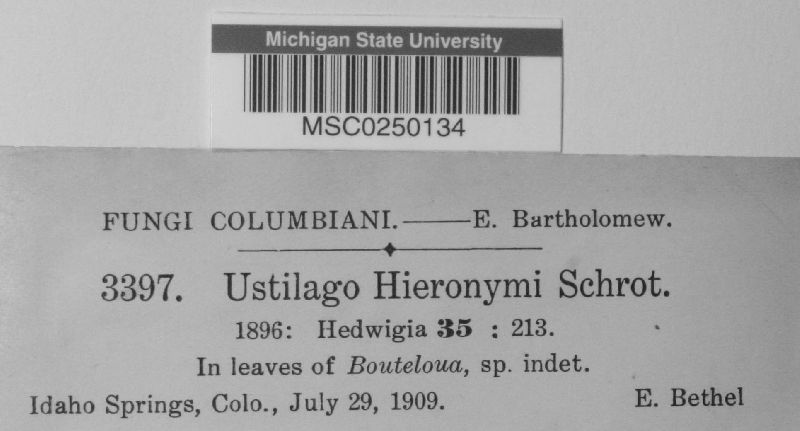 Michigan State University
MSC0250134
FUNGI COLUMBIANI.——E. Bartholomew.
3397. Ustilago Hieronymi Schrot.
1896: Hedwigia 35 : 213.
In leaves of Bouteloua, sp. indet.
Idaho Springs, Colo., July 29, 1909. E. Bethel